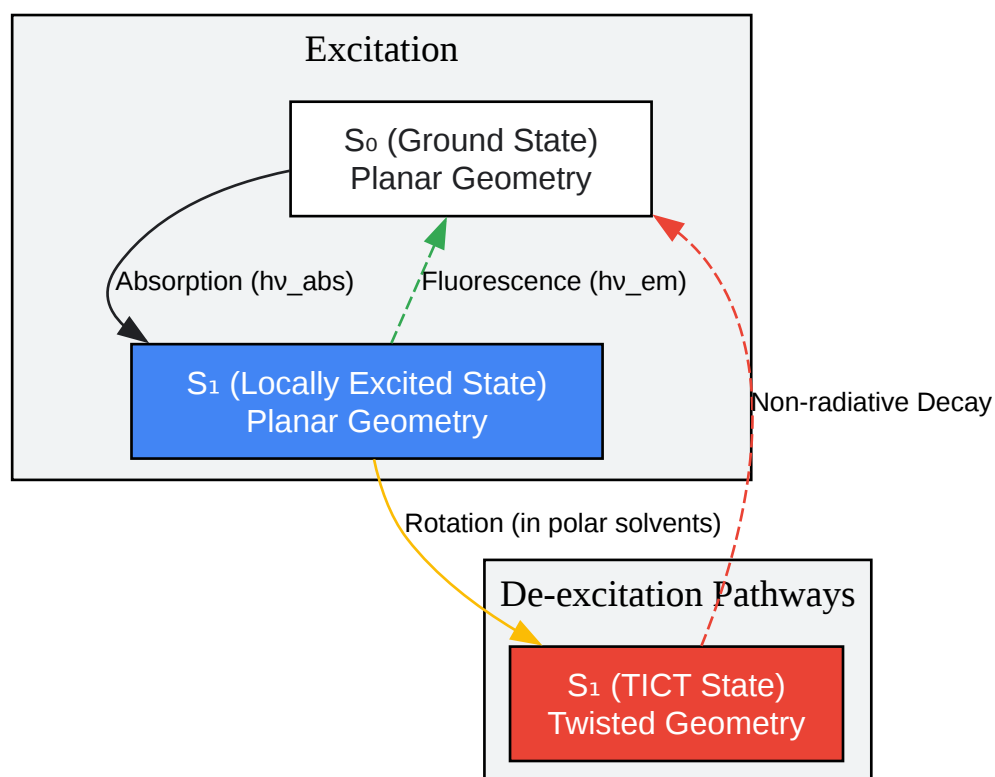 Excitation
S₀ (Ground State)
Planar Geometry
Absorption (hν_abs)
Fluorescence (hν_em)
S₁ (Locally Excited State)
Planar Geometry
Non-radiative Decay
Rotation (in polar solvents)
De-excitation Pathways
S₁ (TICT State)
Twisted Geometry